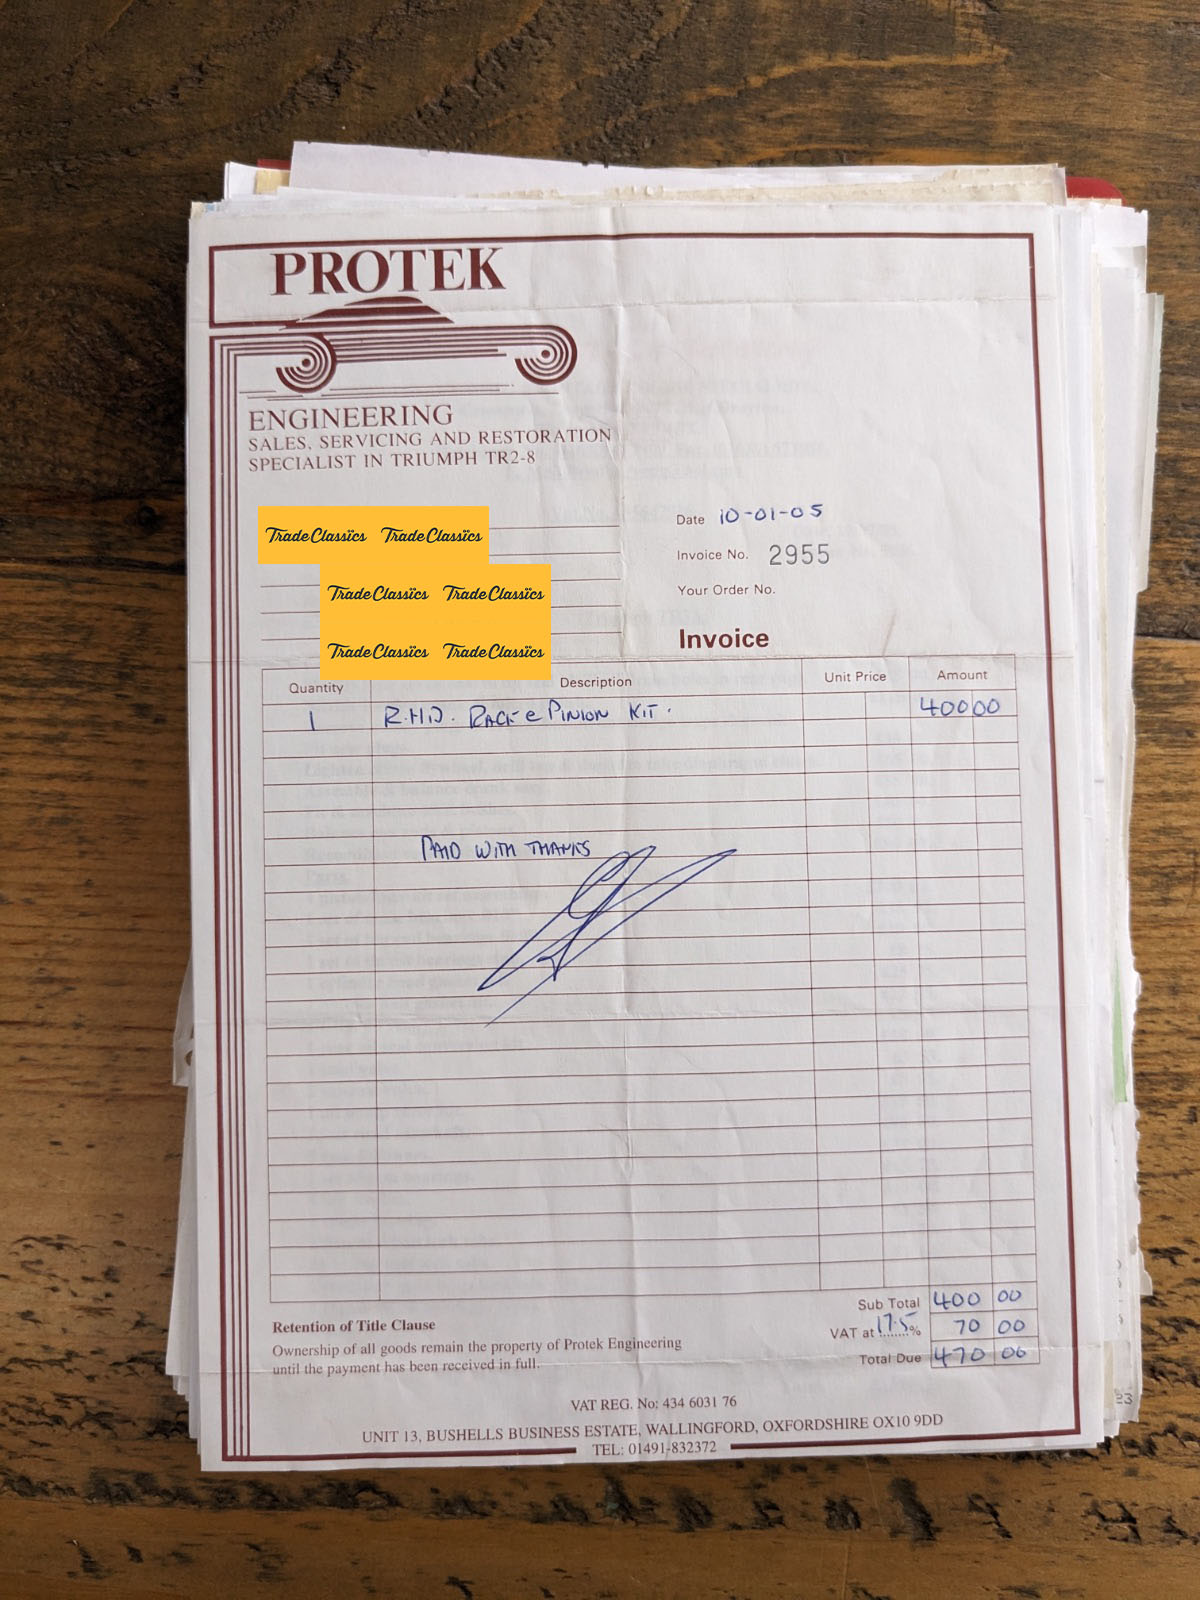 PROTEK
ENGINEERING
SALES, SERVICING AND RESTORATION
SPECIALIST IN TRIUMPH TR2-8
TradeClassics TradeClassics
TradeClassics TradeClassics
TradeClassics TradeClassics
Date 10-01-05
Invoice No. 2955
Your Order No.
Invoice
Quantity Description Unit Price Amount
1 R.H.D. RACK e PINION KIT. 400 00
PAID WITH THANKS
Sub Total 400 00
VAT at 17.5 % 70 00
Total Due 470 00
Retention of Title Clause
Ownership of all goods remain the property of Protek Engineering
until the payment has been received in full.
VAT REG. No: 434 6031 76
UNIT 13, BUSHELLS BUSINESS ESTATE, WALLINGFORD, OXFORDSHIRE OX10 9DD
TEL: 01491-832372
23